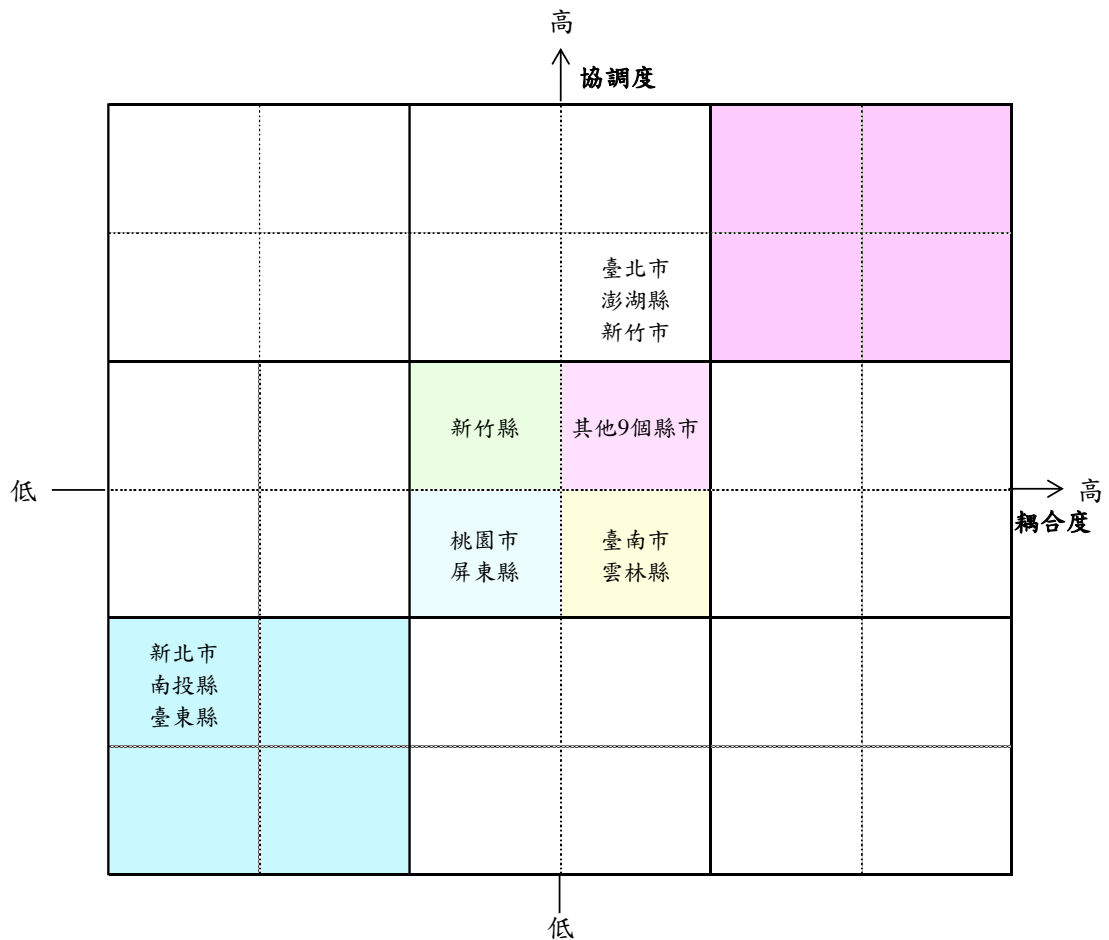 高
協調度
臺北市
澎湖縣
新竹市
新竹縣
其他9個縣市
低
高
耦合度
桃園市
屏東縣
臺南市
雲林縣
新北市
南投縣
臺東縣
低